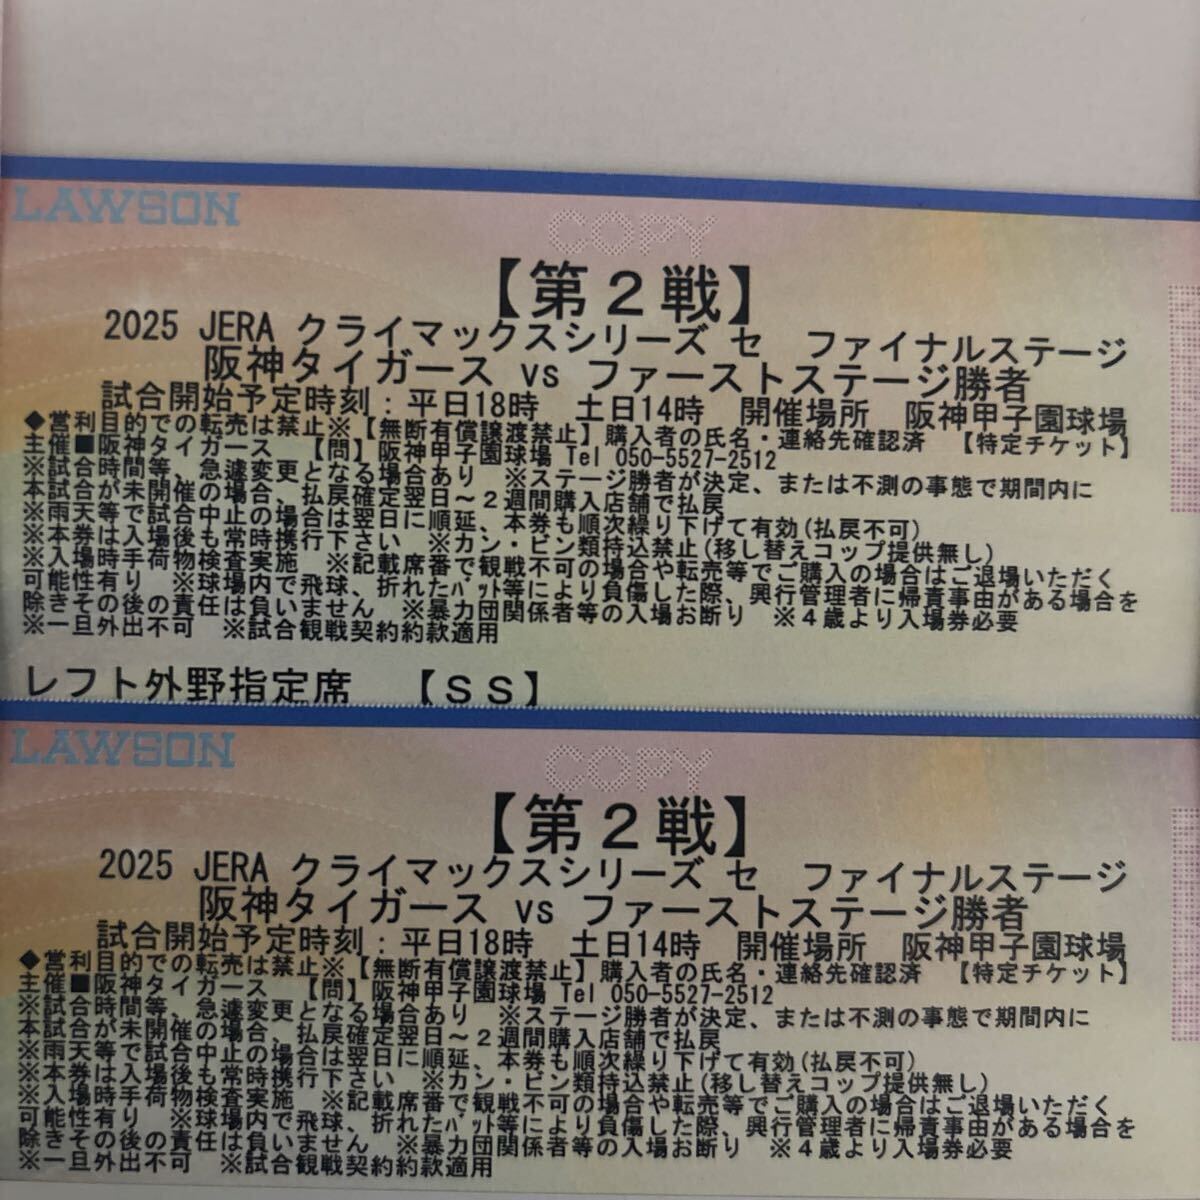 LAWSON
COPY
【第2戦】
2025 JERA クライマックスシリーズ セ ファイナルステージ
阪神タイガース vs ファーストステージ勝者
試合開始予定時刻:平日18時 土日14時 開催場所 阪神甲子園球場
◆営利目的での転売は禁止※【無断有償譲渡禁止】購入者の氏名・連絡先確認済 【特定チケット】
主催■阪神タイガース 【問】阪神甲子園球場 Tel 050-5527-2512
※試合時間等、急遽変更となる場合あり ※ステージ勝者が決定、または不測の事態で期間内に
本試合が未開催の場合、払戻確定翌日～2週間購入店舗で払戻
※雨天等で試合中止の場合は翌日に順延、本券も順次繰り下げて有効(払戻不可)
※本券は入場後も常時携行下さい ※カン・ビン類持込禁止(移し替えコップ提供無し)
※入場時手荷物検査実施 ※記載席番で観戦不可の場合や転売等でご購入の場合はご退場いただく
可能性有り ※球場内で飛球、折れたﾊﾞｯﾄ等により負傷した際、興行管理者に帰責事由がある場合を
除きその後の責任は負いません ※暴力団関係者等の入場お断り ※4歳より入場券必要
※一旦外出不可 ※試合観戦契約約款適用
レフト外野指定席 【SS】
LAWSON
COPY
【第2戦】
2025 JERA クライマックスシリーズ セ ファイナルステージ
阪神タイガース vs ファーストステージ勝者
試合開始予定時刻:平日18時 土日14時 開催場所 阪神甲子園球場
◆営利目的での転売は禁止※【無断有償譲渡禁止】購入者の氏名・連絡先確認済 【特定チケット】
主催■阪神タイガース 【問】阪神甲子園球場 Tel 050-5527-2512
※試合時間等、急遽変更となる場合あり ※ステージ勝者が決定、または不測の事態で期間内に
本試合が未開催の場合、払戻確定翌日～2週間購入店舗で払戻
※雨天等で試合中止の場合は翌日に順延、本券も順次繰り下げて有効(払戻不可)
※本券は入場後も常時携行下さい ※カン・ビン類持込禁止(移し替えコップ提供無し)
※入場時手荷物検査実施 ※記載席番で観戦不可の場合や転売等でご購入の場合はご退場いただく
可能性有り ※球場内で飛球、折れたﾊﾞｯﾄ等により負傷した際、興行管理者に帰責事由がある場合を
除きその後の責任は負いません ※暴力団関係者等の入場お断り ※4歳より入場券必要
※一旦外出不可 ※試合観戦契約約款適用